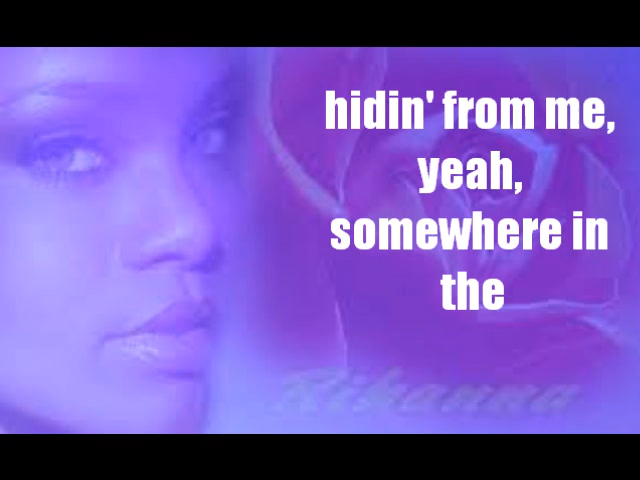 hidin' from me,
yeah,
somewhere in
the
Rihanna